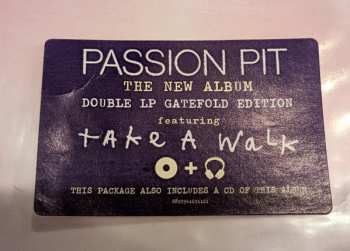 PASSION PIT
THE NEW ALBUM
DOUBLE LP GATEFOLD EDITION
featuring
TAKE A WALK
+
THIS PACKAGE ALSO INCLUDES A CD OF THIS ALBUM